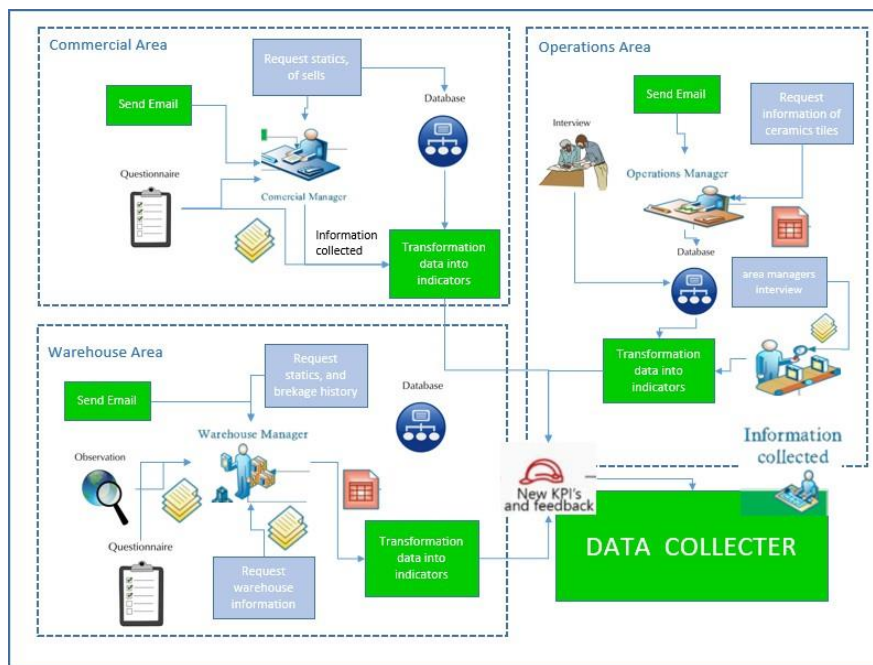 Commercial Area
Request statics,
of sells
Send Email
Database
Questionnaire
Comercial Manager
Information
collected
Transformation
data into
indicators
Operations Area
Send Email
Request
information of
ceramics tiles
Interview
Operations Manager
Database
area managers
interview
Transformation
data into
indicators
Information
collected
Warehouse Area
Request
statics, and
brekage history
Send Email
Database
Warehouse Manager
Observation
Questionnaire
Request
warehouse
information
Transformation
data into
indicators
New KPI's
and feedback
DATA COLLECTER